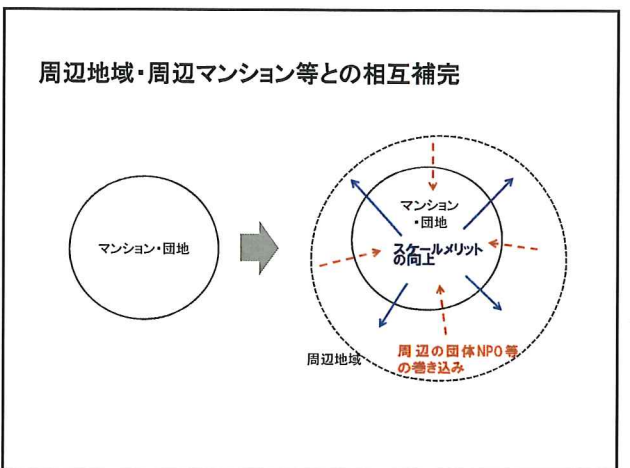 周辺地域・周辺マンション等との相互補完
マンション・団地
マンション
・団地
スケールメリット
の向上
周辺地域
周辺の団体NPO等
の巻き込み